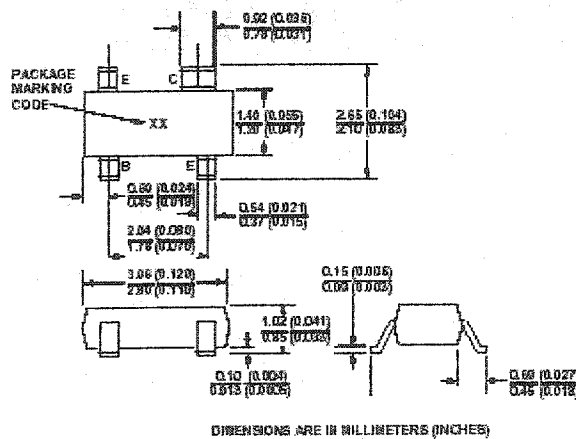 0.92 (0.036)
0.78 (0.031)
PACKAGE
MARKING
CODE
E
C
XX
1.40 (0.055)
1.20 (0.047)
2.65 (0.104)
2.10 (0.083)
B
E
0.60 (0.024)
0.45 (0.018)
0.54 (0.021)
0.37 (0.015)
2.04 (0.080)
1.78 (0.070)
3.06 (0.120)
2.80 (0.110)
0.15 (0.006)
0.09 (0.003)
1.02 (0.041)
0.85 (0.033)
0.10 (0.004)
0.013 (0.0005)
0.69 (0.027)
0.45 (0.018)
DIMENSIONS ARE IN MILLIMETERS (INCHES)